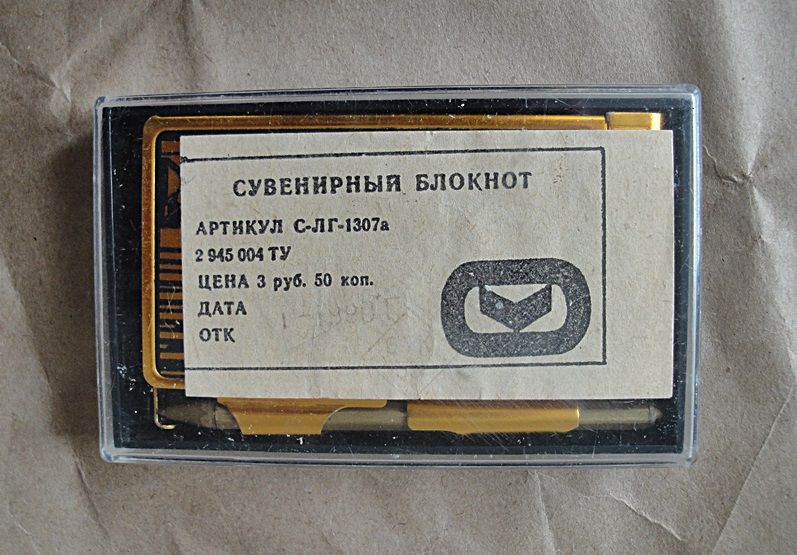 СУВЕНИРНЫЙ БЛОКНОТ
АРТИКУЛ С-ЛГ-1307а
2 945 004 ТУ
ЦЕНА 3 руб. 50 коп.
ДАТА
ОТК